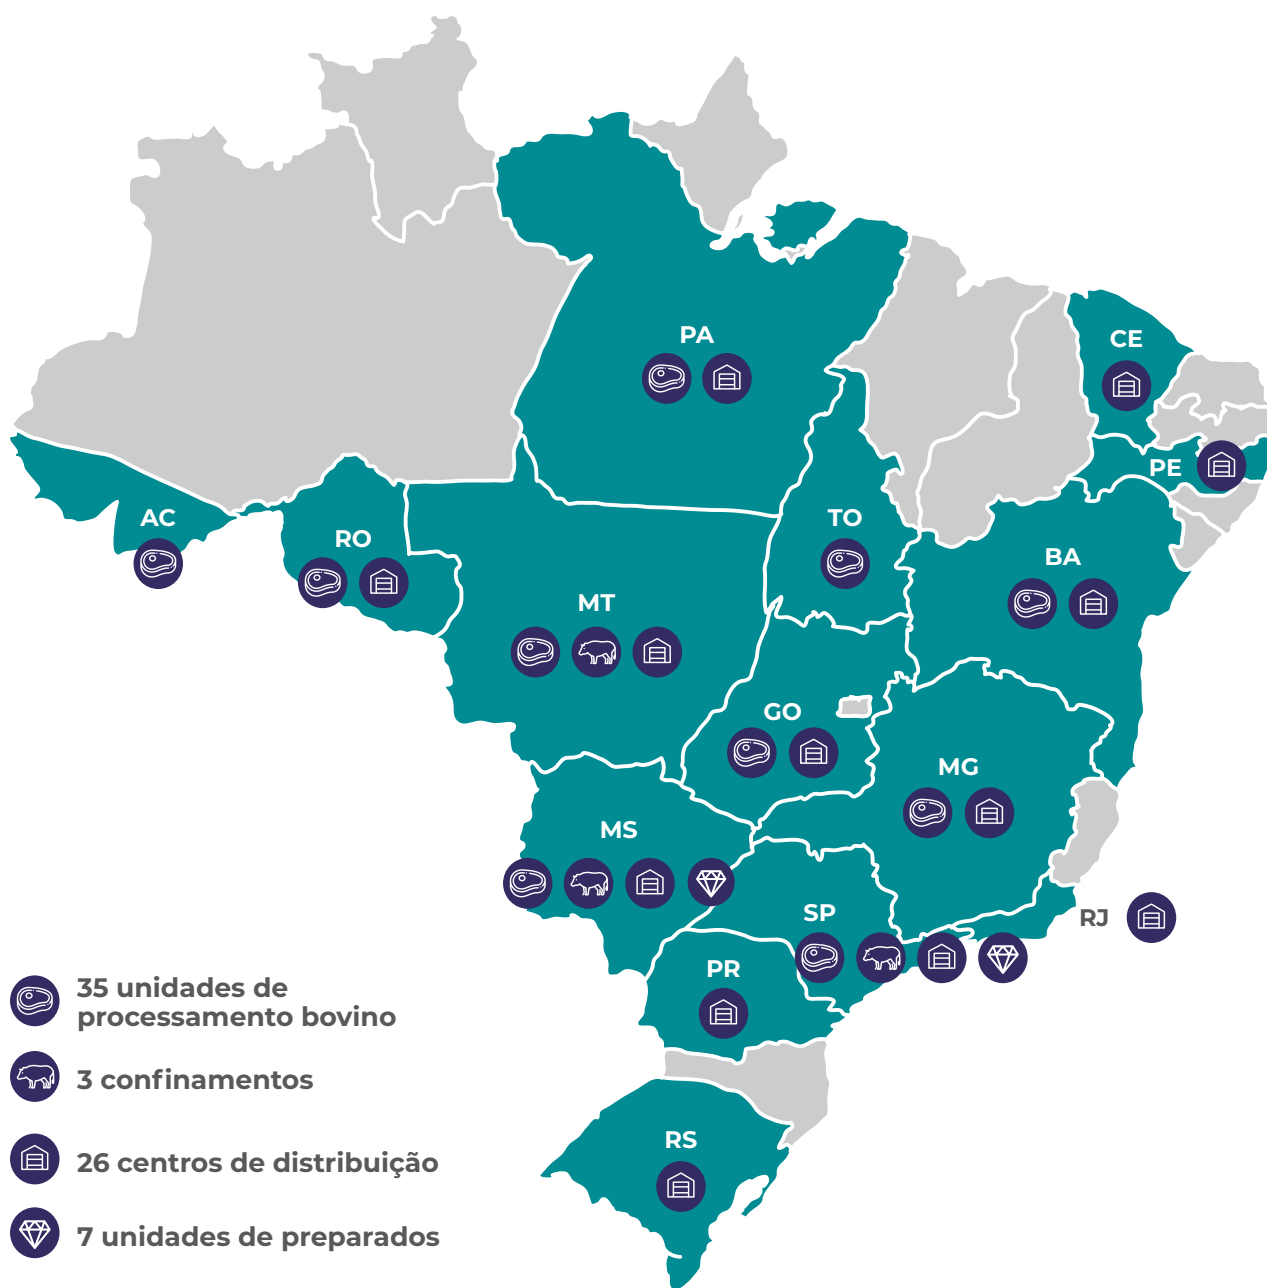 PA
CE
PE
AC
RO
TO
BA
MT
GO
MG
MS
SP
RJ
PR
RS
35 unidades de
processamento bovino
3 confinamentos
26 centros de distribuição
7 unidades de preparados